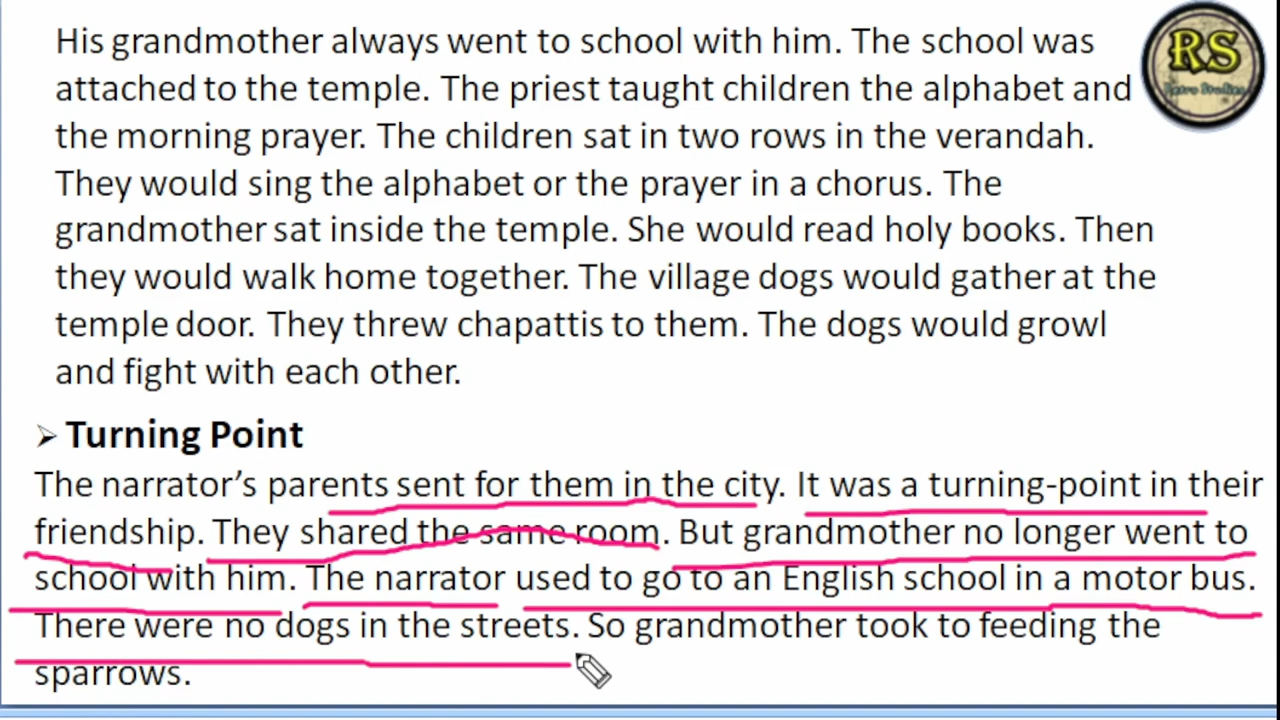 His grandmother always went to school with him. The school was
attached to the temple. The priest taught children the alphabet and
the morning prayer. The children sat in two rows in the verandah.
They would sing the alphabet or the prayer in a chorus. The
grandmother sat inside the temple. She would read holy books. Then
they would walk home together. The village dogs would gather at the
temple door. They threw chapattis to them. The dogs would growl
and fight with each other.
RS
Retro Studies
Turning Point
The narrator's parents sent for them in the city. It was a turning-point in their
friendship. They shared the same room. But grandmother no longer went to
school with him. The narrator used to go to an English school in a motor bus.
There were no dogs in the streets. So grandmother took to feeding the
sparrows.